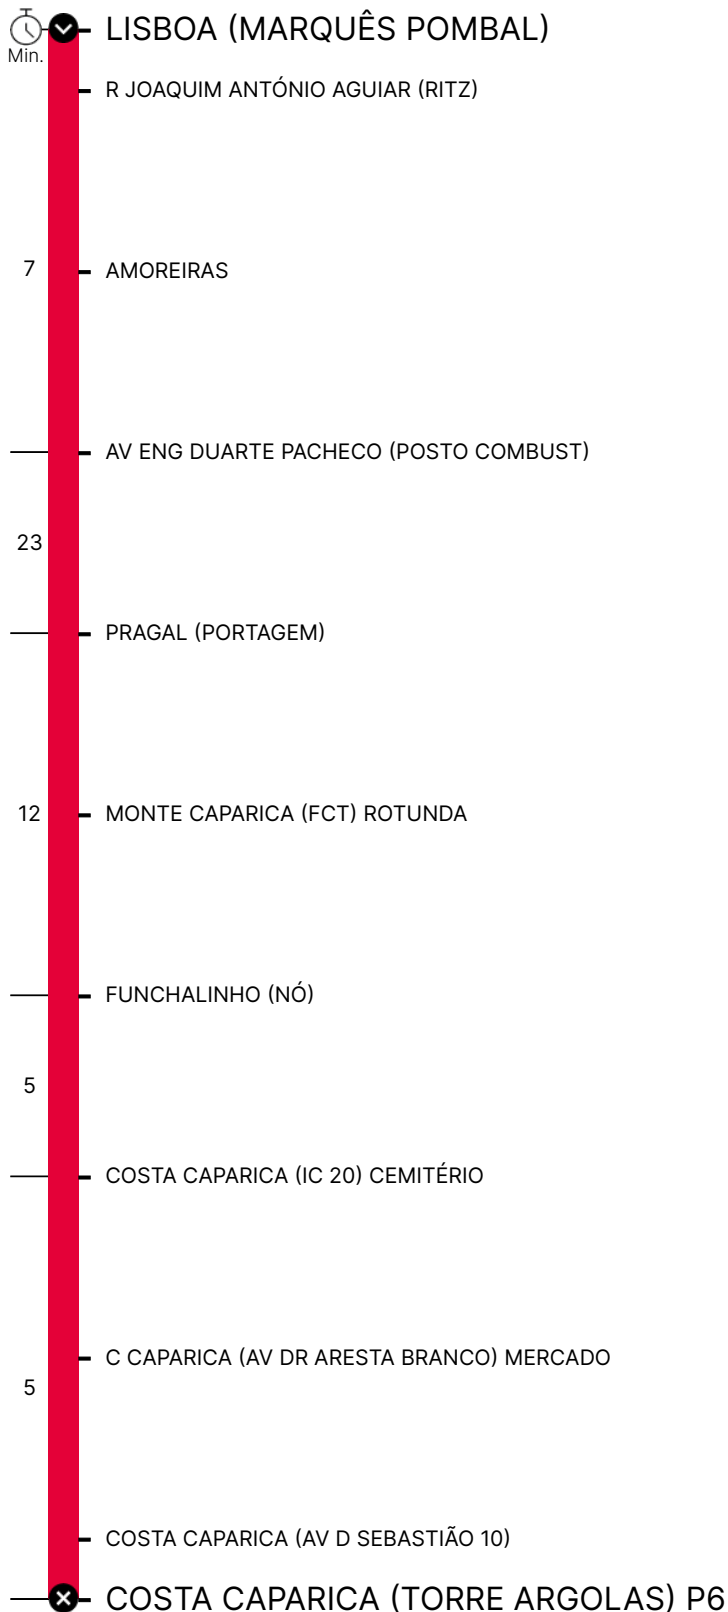 LISBOA (MARQUÊS POMBAL)
Min.
R JOAQUIM ANTÓNIO AGUIAR (RITZ)
7 AMOREIRAS
AV ENG DUARTE PACHECO (POSTO COMBUST)
23
PRAGAL (PORTAGEM)
12 MONTE CAPARICA (FCT) ROTUNDA
FUNCHALINHO (NÓ)
5
COSTA CAPARICA (IC 20) CEMITÉRIO
C CAPARICA (AV DR ARESTA BRANCO) MERCADO
5
COSTA CAPARICA (AV D SEBASTIÃO 10)
COSTA CAPARICA (TORRE ARGOLAS) P6